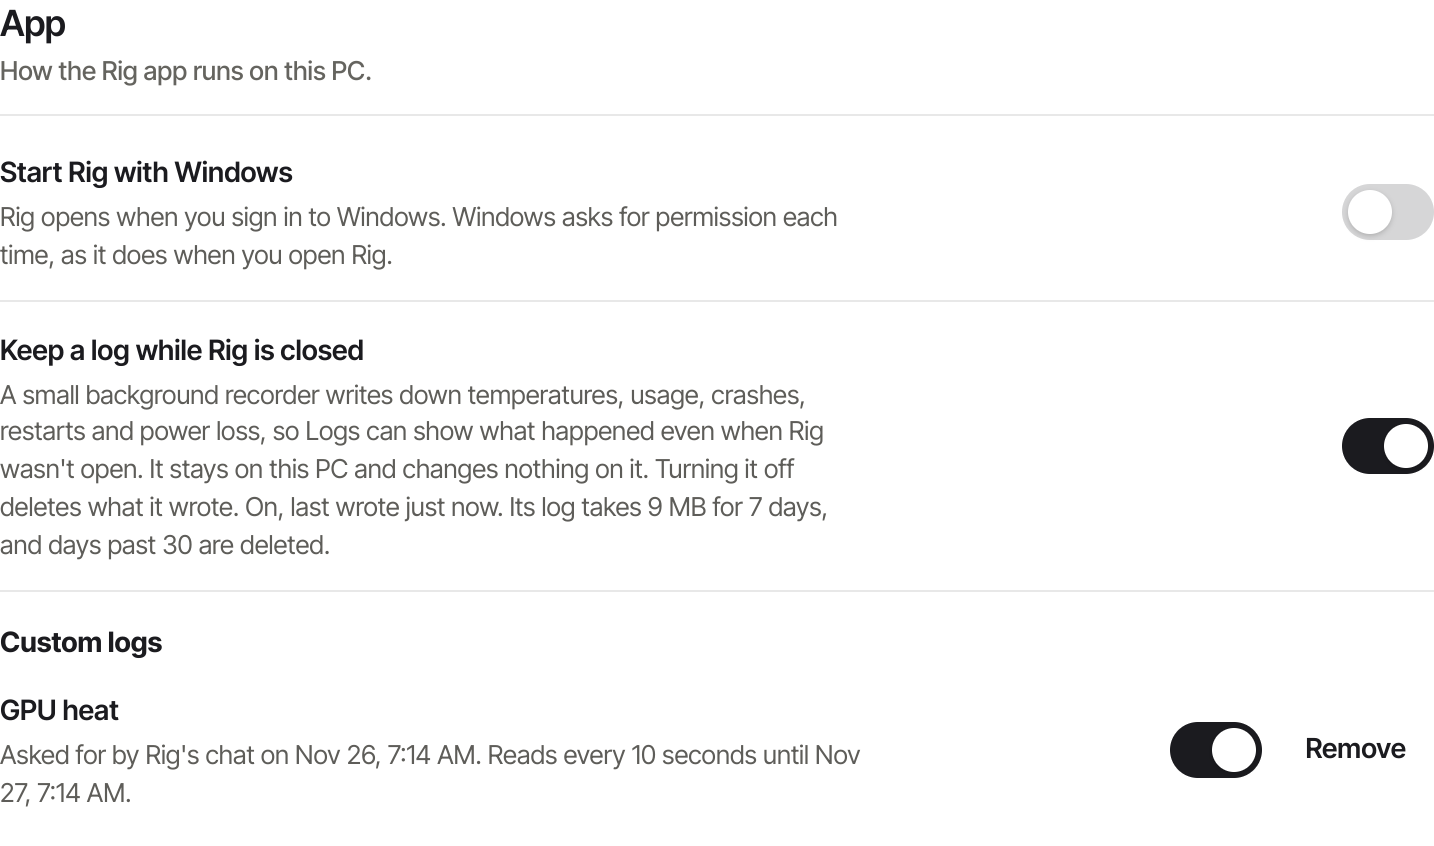 App
How the Rig app runs on this PC.
Start Rig with Windows
Rig opens when you sign in to Windows. Windows asks for permission each
time, as it does when you open Rig.
Keep a log while Rig is closed
A small background recorder writes down temperatures, usage, crashes,
restarts and power loss, so Logs can show what happened even when Rig
wasn't open. It stays on this PC and changes nothing on it. Turning it off
deletes what it wrote. On, last wrote just now. Its log takes 9 MB for 7 days,
and days past 30 are deleted.
Custom logs
GPU heat
Asked for by Rig's chat on Nov 26, 7:14 AM. Reads every 10 seconds until Nov
27, 7:14 AM.
Remove